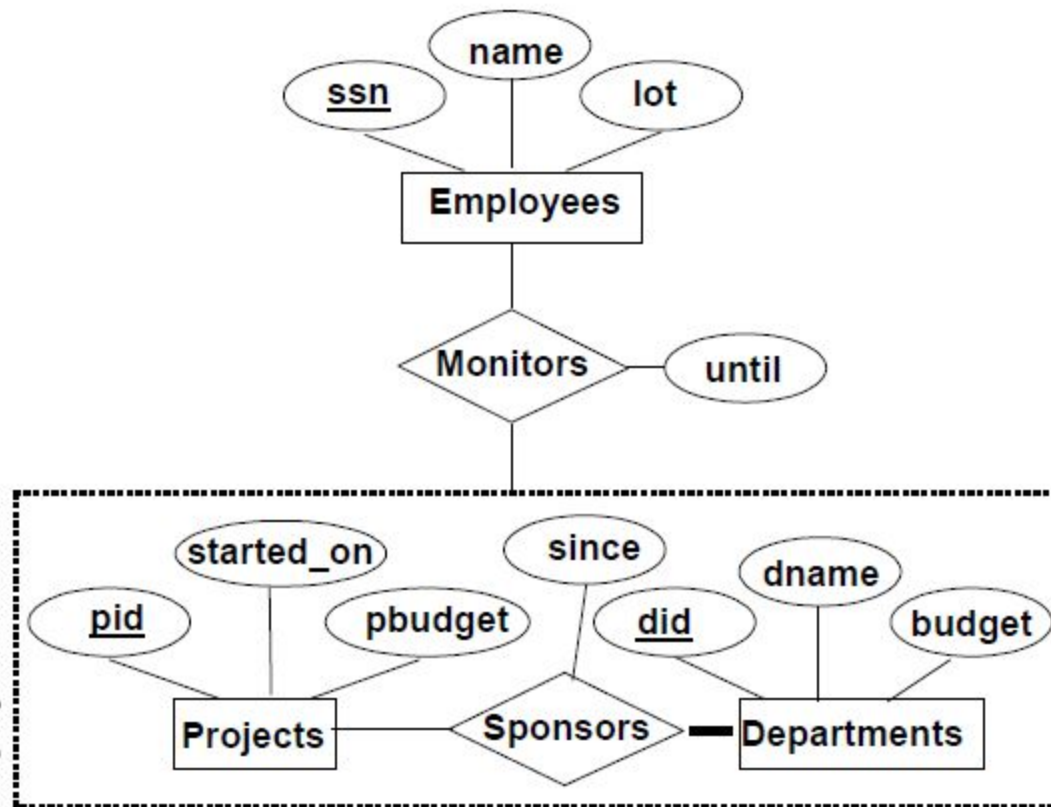 name
ssn
lot
Employees
Monitors
until
started_on
since
dname
pid
pbudget
did
budget
Projects
Sponsors
Departments